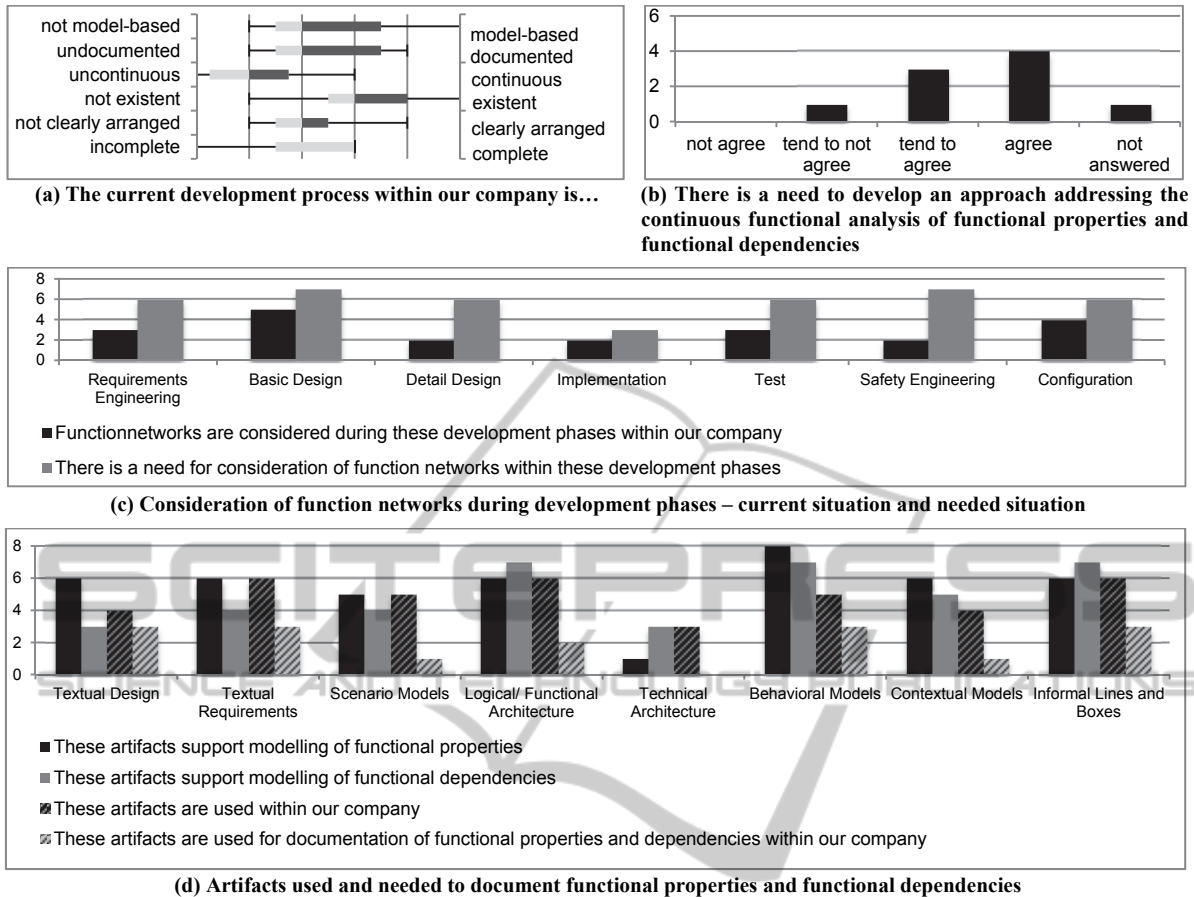 not model-based
undocumented
uncontinuous
not existent
not clearly arranged
incomplete
model-based
documented
continuous
existent
clearly arranged
complete
(a) The current development process within our company is…
6
4
2
0
not agree
tend to not agree
tend to agree
agree
not answered
(b) There is a need to develop an approach addressing the
continuous functional analysis of functional properties and
functional dependencies
8
6
4
2
0
Requirements
Engineering
Basic Design
Detail Design
Implementation
Test
Safety Engineering
Configuration
Functionnetworks are considered during these development phases within our company
There is a need for consideration of function networks within these development phases
(c) Consideration of function networks during development phases – current situation and needed situation
8
6
4
2
0
Textual Design
Textual
Requirements
Scenario Models
Logical/ Functional
Architecture
Technical
Architecture
Behavioral Models
Contextual Models
Informal Lines and
Boxes
These artifacts support modelling of functional properties
These artifacts support modelling of functional dependencies
These artifacts are used within our company
These artifacts are used for documentation of functional properties and dependencies within our company
(d) Artifacts used and needed to document functional properties and functional dependencies
SCITEPRESS
SCIENCE AND TECHNOLOGY PUBLICATIONS